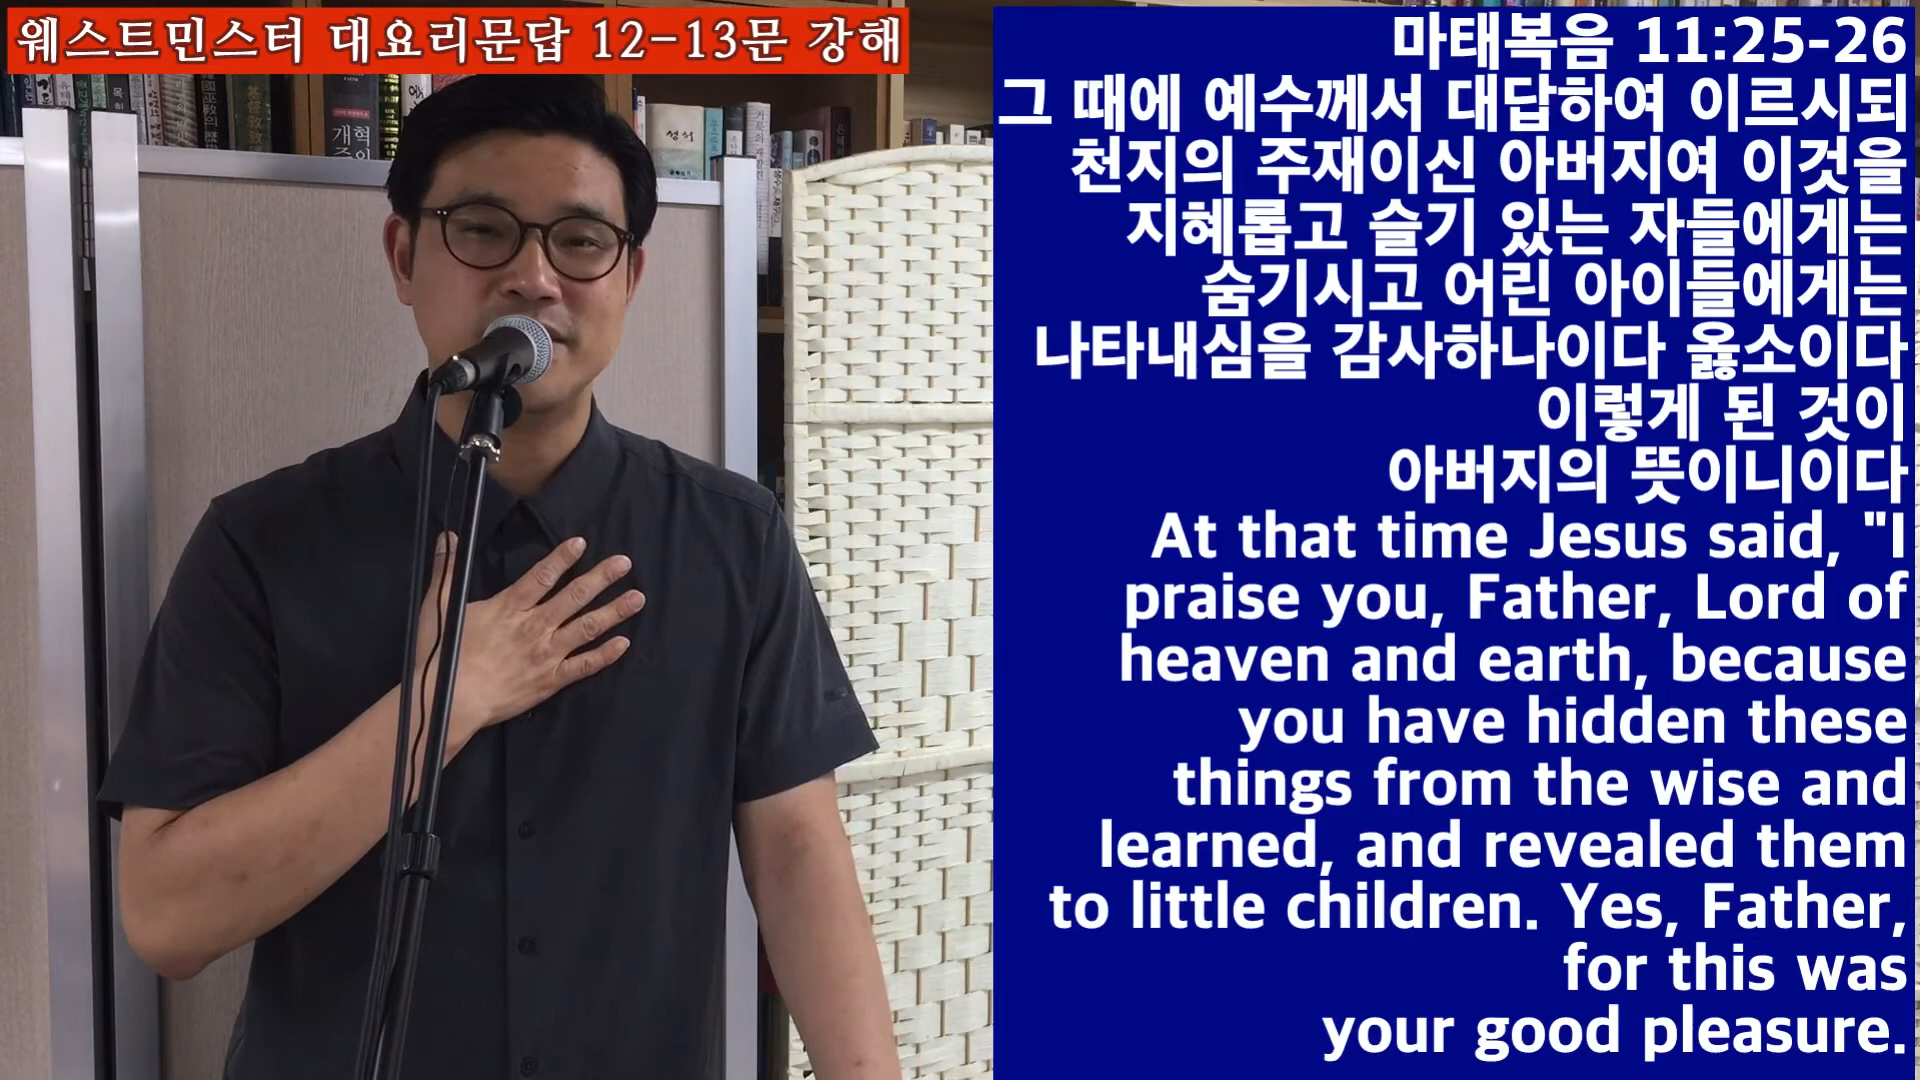 웨스트민스터 대요리문답 12-13문 강해
마태복음 11:25-26
그 때에 예수께서 대답하여 이르시되
천지의 주재이신 아버지여 이것을
지혜롭고 슬기 있는 자들에게는
숨기시고 어린 아이들에게는
나타내심을 감사하나이다 옳소이다
이렇게 된 것이
아버지의 뜻이니이다
At that time Jesus said, "I
praise you, Father, Lord of
heaven and earth, because
you have hidden these
things from the wise and
learned, and revealed them
to little children. Yes, Father,
for this was
your good pleasure.
성서
개혁